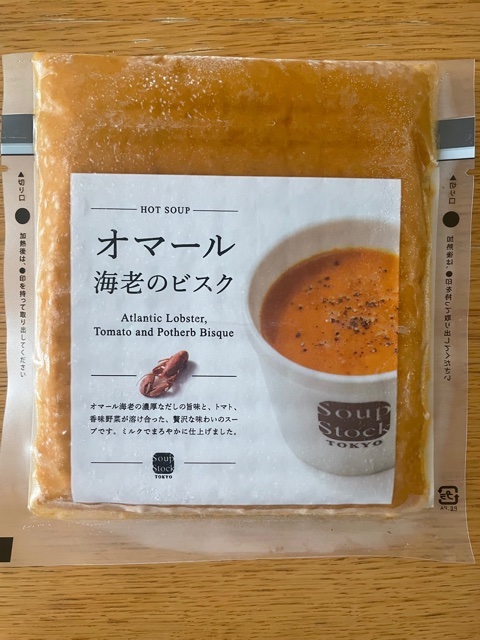 HOT SOUP
オマール
海老のビスク
Atlantic Lobster,
Tomato and Potherb Bisque
オマール海老の濃厚なだしの旨味と、トマト、
香味野菜が溶け合った、贅沢な味わいのスー
プです。ミルクでまろやかに仕上げました。
Soup
Stock
TOKYO
Soup
Stock
TOKYO
▲切り口
加熱後は、●印を持って取り出してください
▲切り口
加熱後は、●印を持って取り出してください
プラ
PE.PA